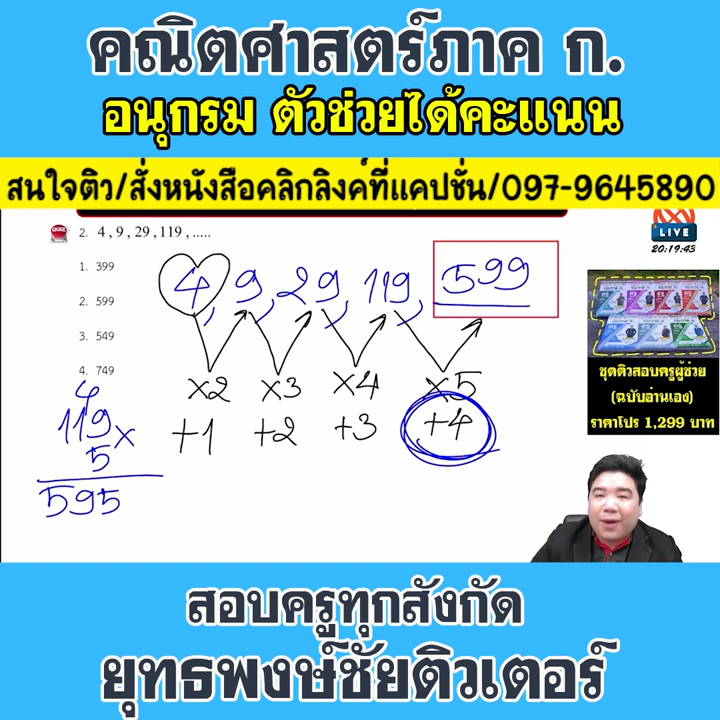 คณิตศาสตร์ภาค ก.
อนุกรม ตัวช่วยได้คะแนน
สนใจติว/สั่งหนังสือคลิกลิงค์ที่แคปชั่น/097-9645890
QUIZ
2. 4 , 9 , 29 , 119 , .....
LIVE
20:19:43
1. 399
2. 599
3. 549
4. 749
4, 9, 29, 119, 599
×2 ×3 ×4 ×5
+1 +2 +3 +4
4
119 ×
5
595
ชุดติวสอบครูผู้ช่วย
(ฉบับอ่านเอง)
ราคาโปร 1,299 บาท
สอบครูทุกสังกัด
ยุทธพงษ์ชัยติวเตอร์